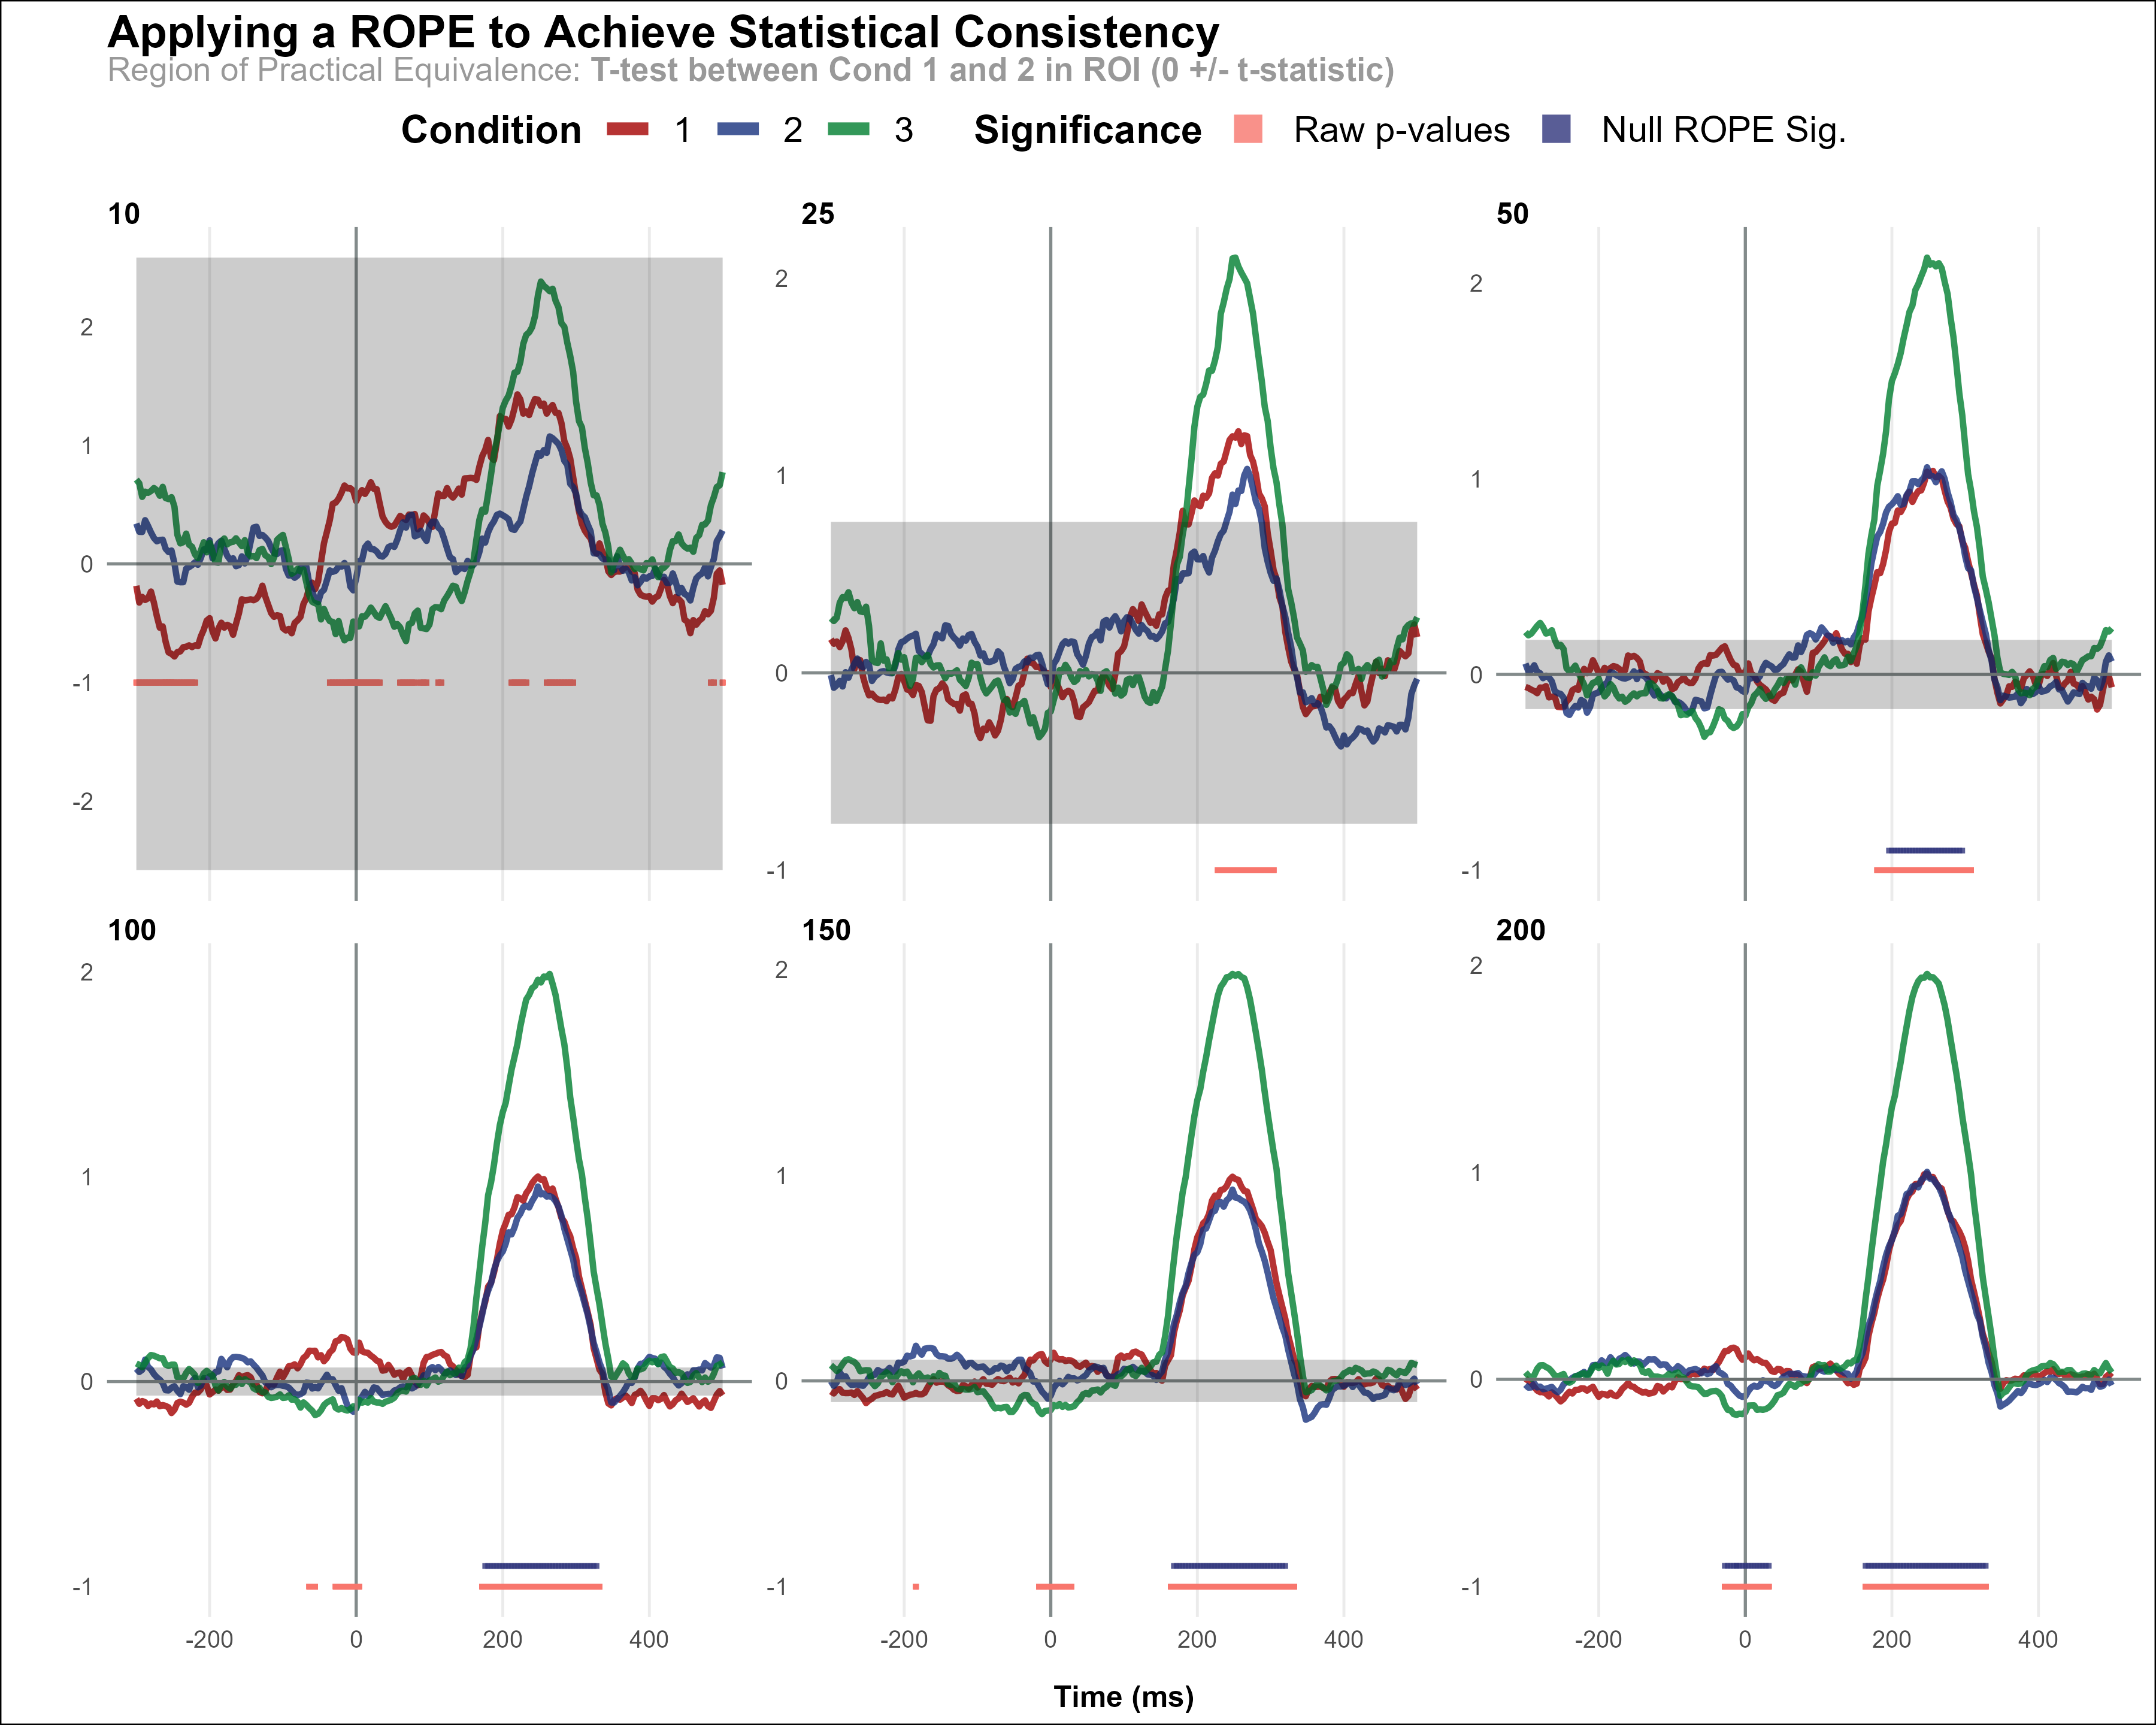 Applying a ROPE to Achieve Statistical Consistency
Region of Practical Equivalence: T-test between Cond 1 and 2 in ROI (0 +/- t-statistic)
Condition 1 2 3 Significance Raw p-values Null ROPE Sig.
10 25 50
2 2 2
1 1 1
0 0 0
-1 -1 -1
-2
100 150 200
2 2 2
1 1 1
0 0 0
-1 -1 -1
-200 0 200 400 -200 0 200 400 -200 0 200 400
Time (ms)